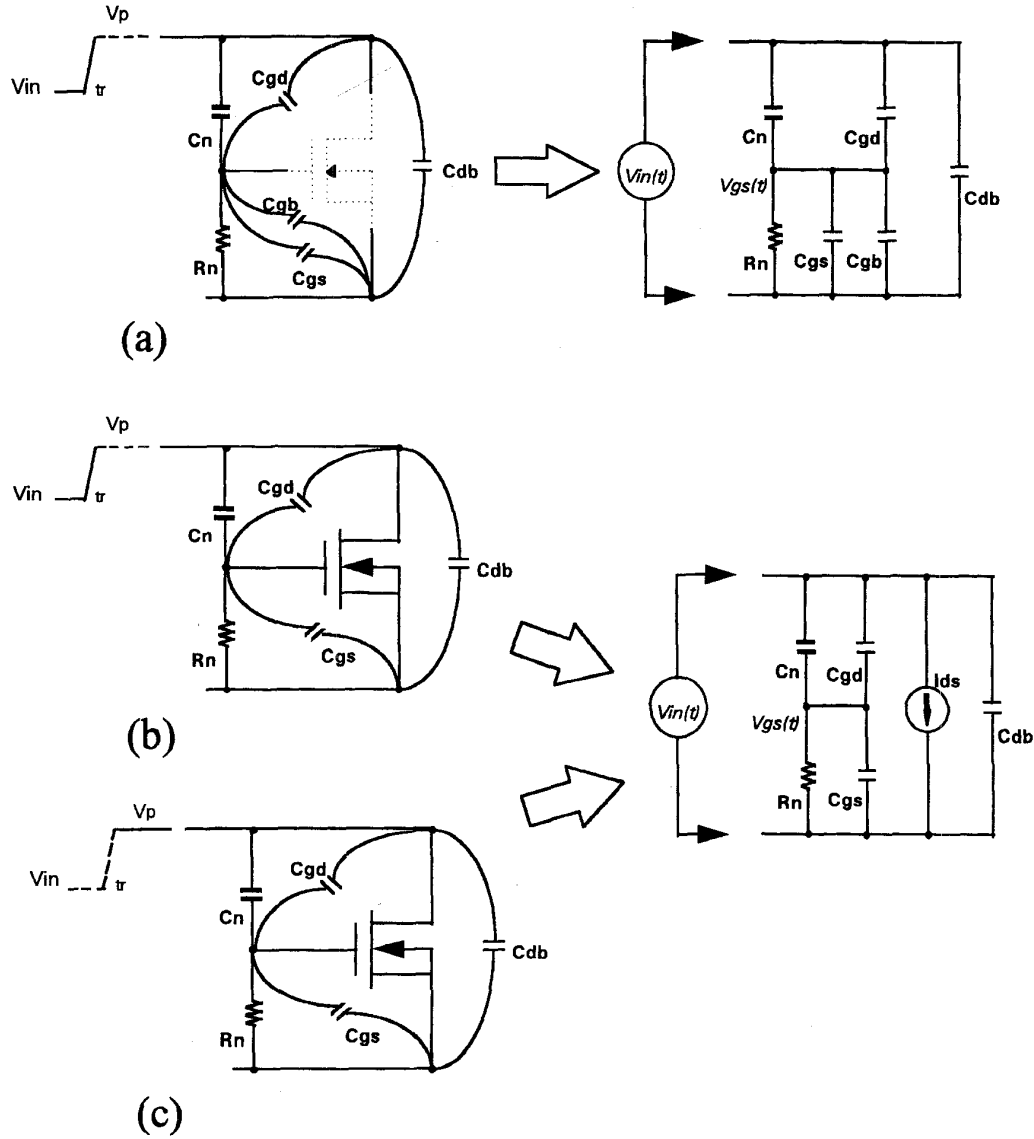 Vp
Vin
tr
Cgd
Cn
Cdb
Cgb
Rn
Cgs
(a)
Vin(t)
Cn
Cgd
Vgs(t)
Cdb
Rn
Cgs
Cgb
Vp
Vin
tr
Cgd
Cn
Cdb
Rn
Cgs
(b)
Vin(t)
Cn
Cgd
Ids
Vgs(t)
Cdb
Rn
Cgs
Vp
Vin
tr
Cgd
Cn
Cdb
Rn
Cgs
(c)